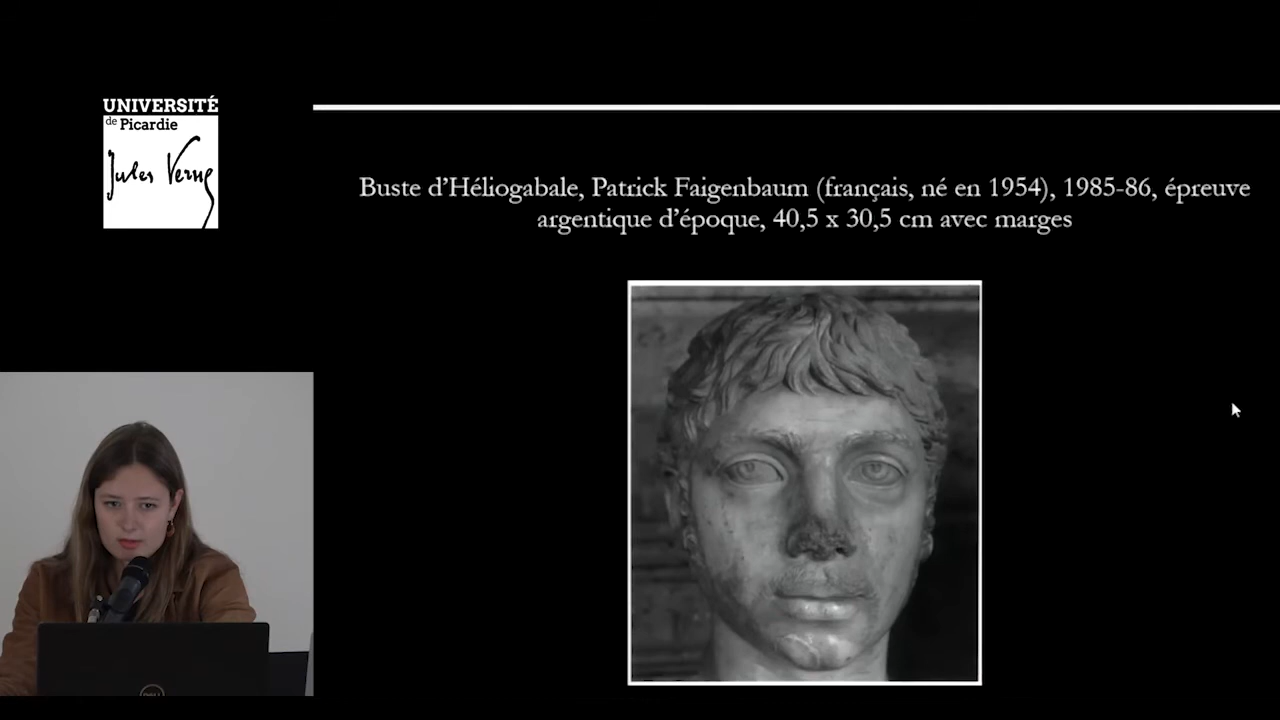 UNIVERSITÉ
de Picardie
Jules Verne
Buste d’Héliogabale, Patrick Faigenbaum (français, né en 1954), 1985-86, épreuve
argentique d’époque, 40,5 x 30,5 cm avec marges
DELL